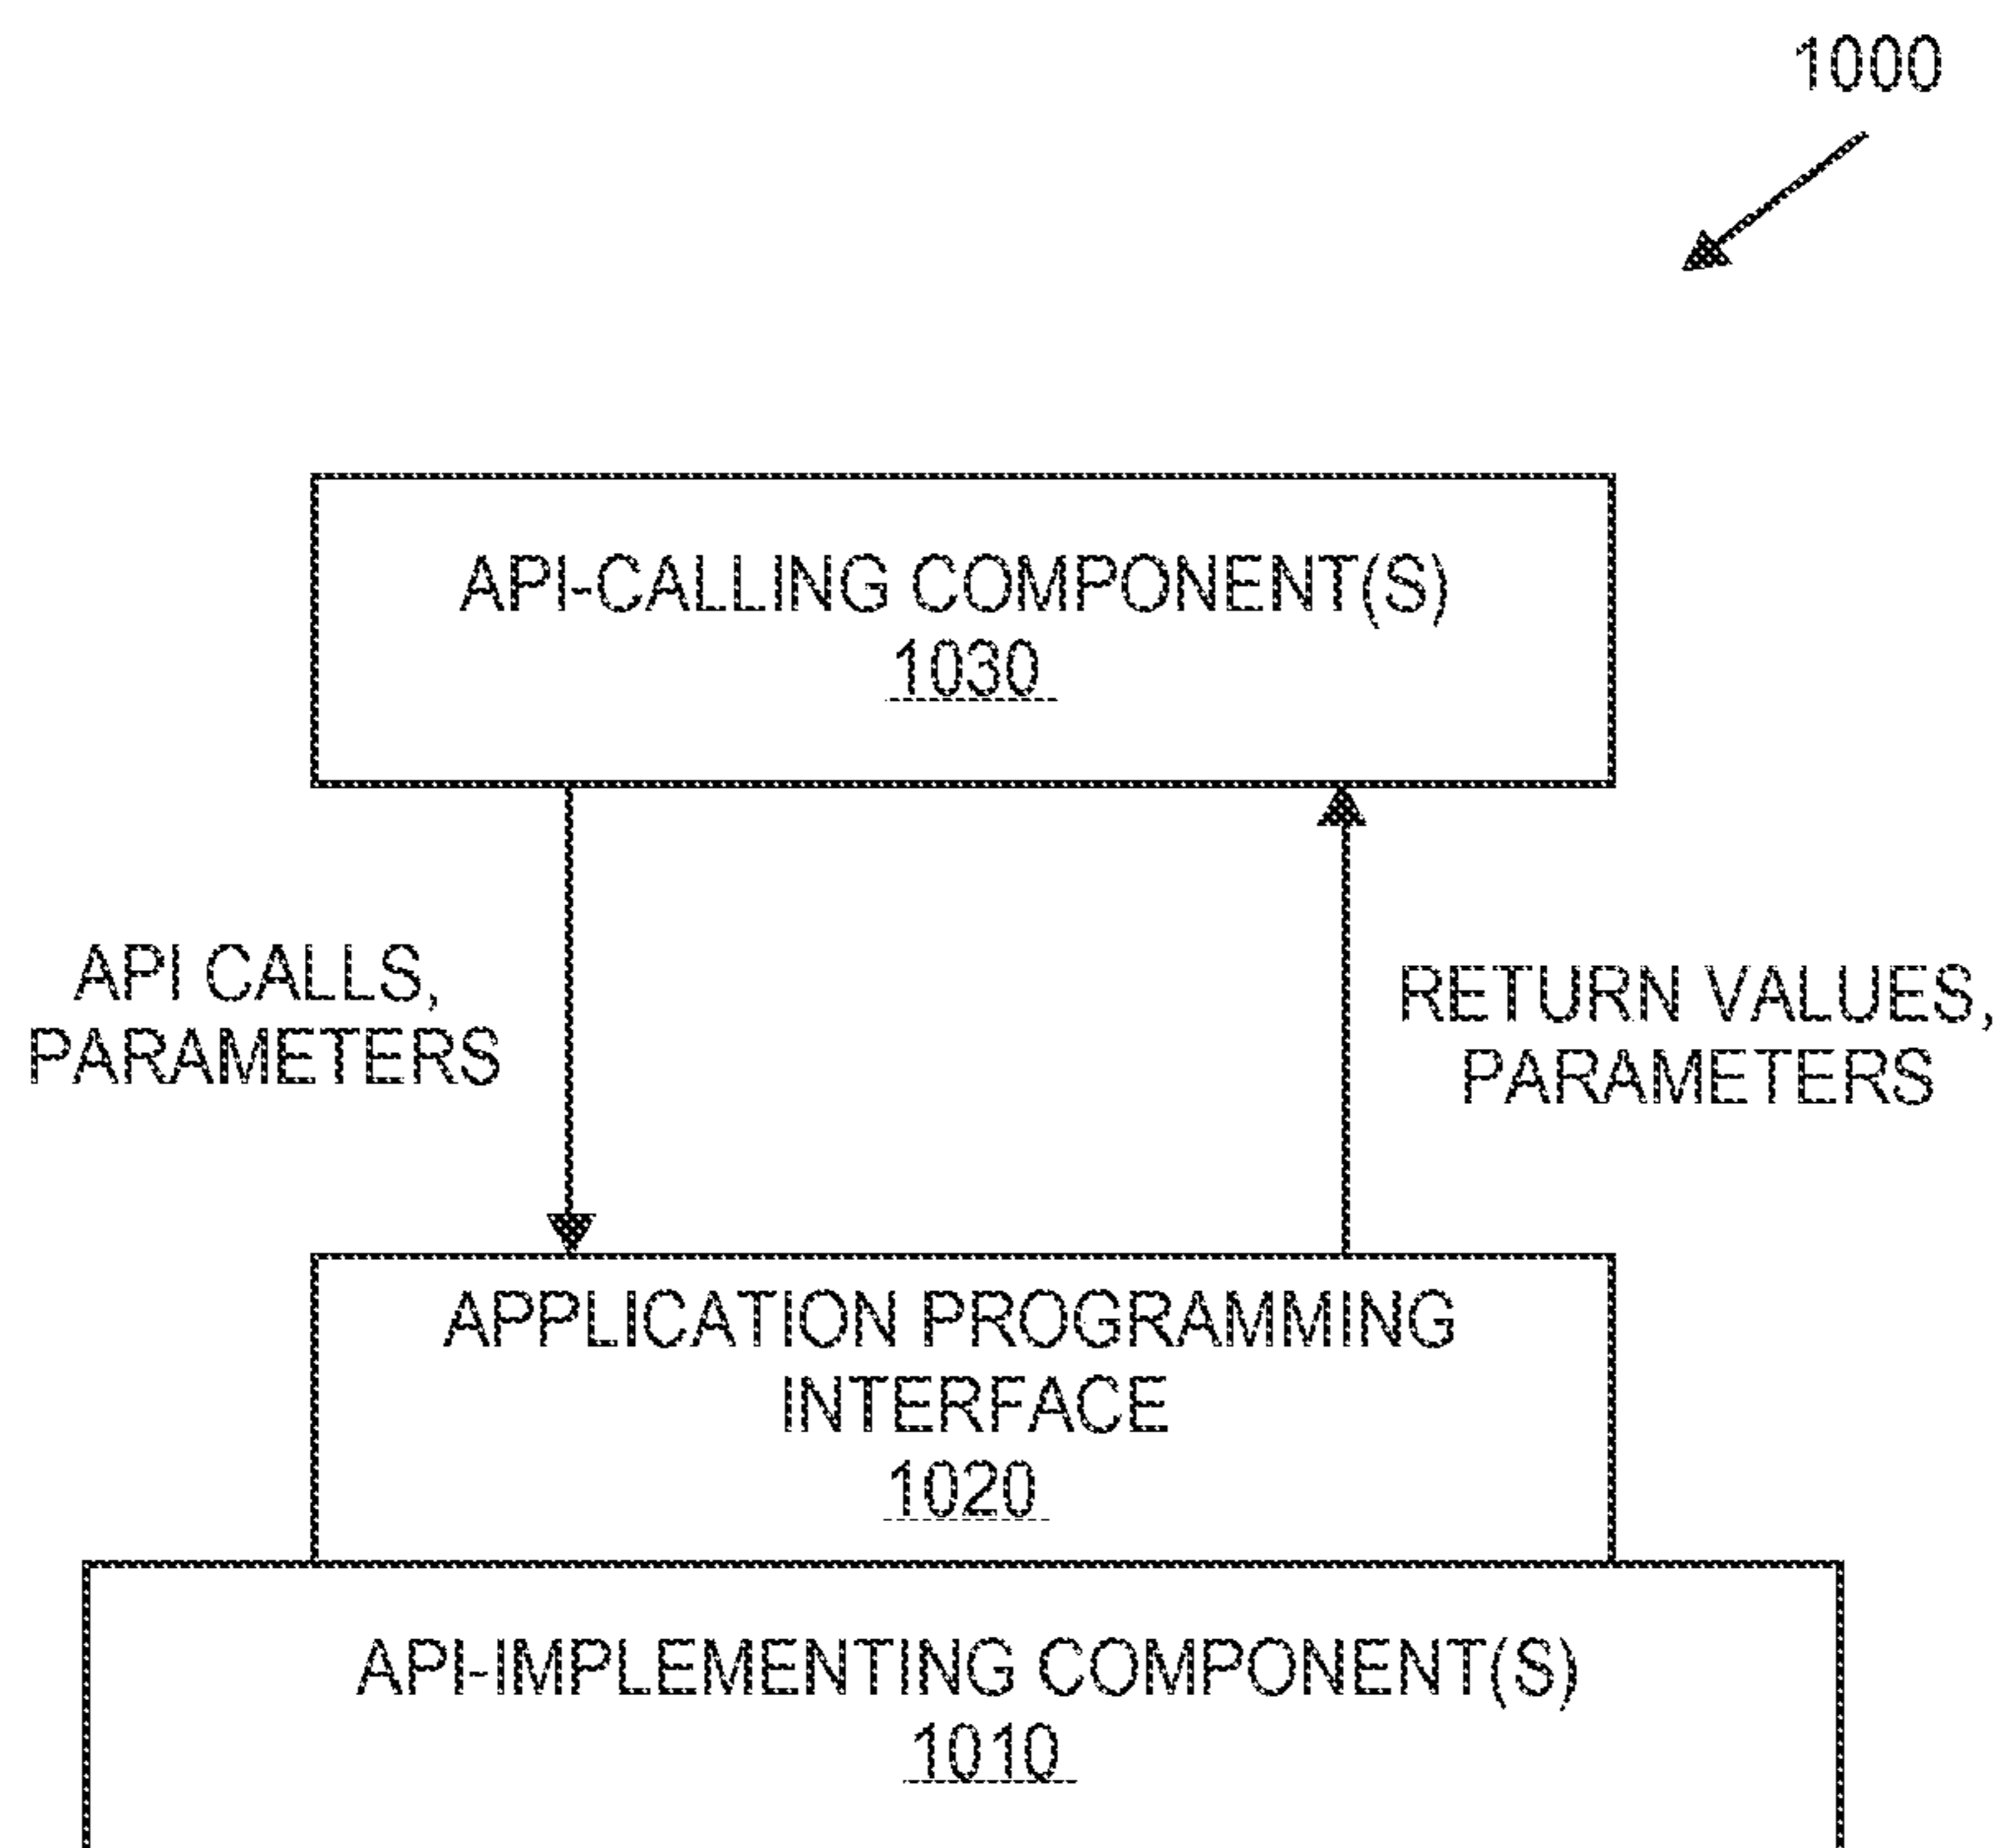 1000
API-CALLING COMPONENT(S)
1030
API CALLS,
PARAMETERS
RETURN VALUES,
PARAMETERS
APPLICATION PROGRAMMING
INTERFACE
1020
API-IMPLEMENTING COMPONENT(S)
1010